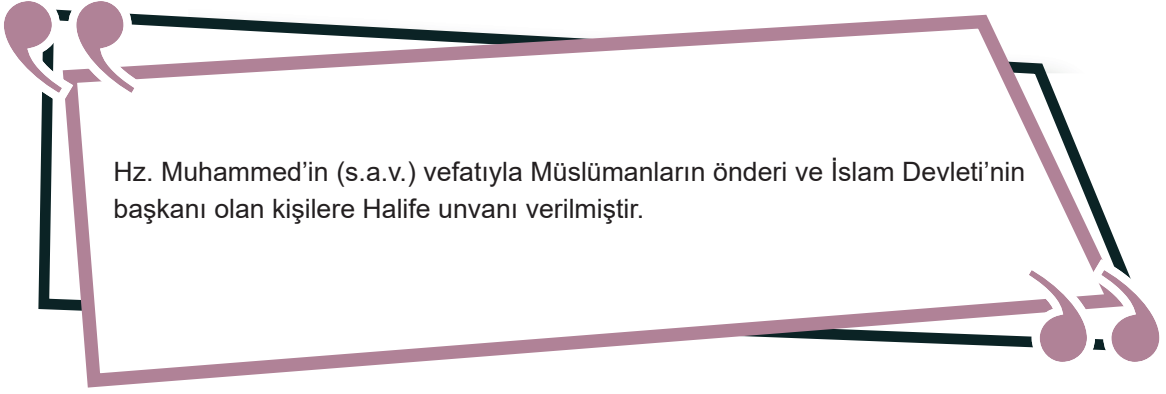 Hz. Muhammed’in (s.a.v.) vefatıyla Müslümanların önderi ve İslam Devleti’nin
başkanı olan kişilere Halife unvanı verilmiştir.